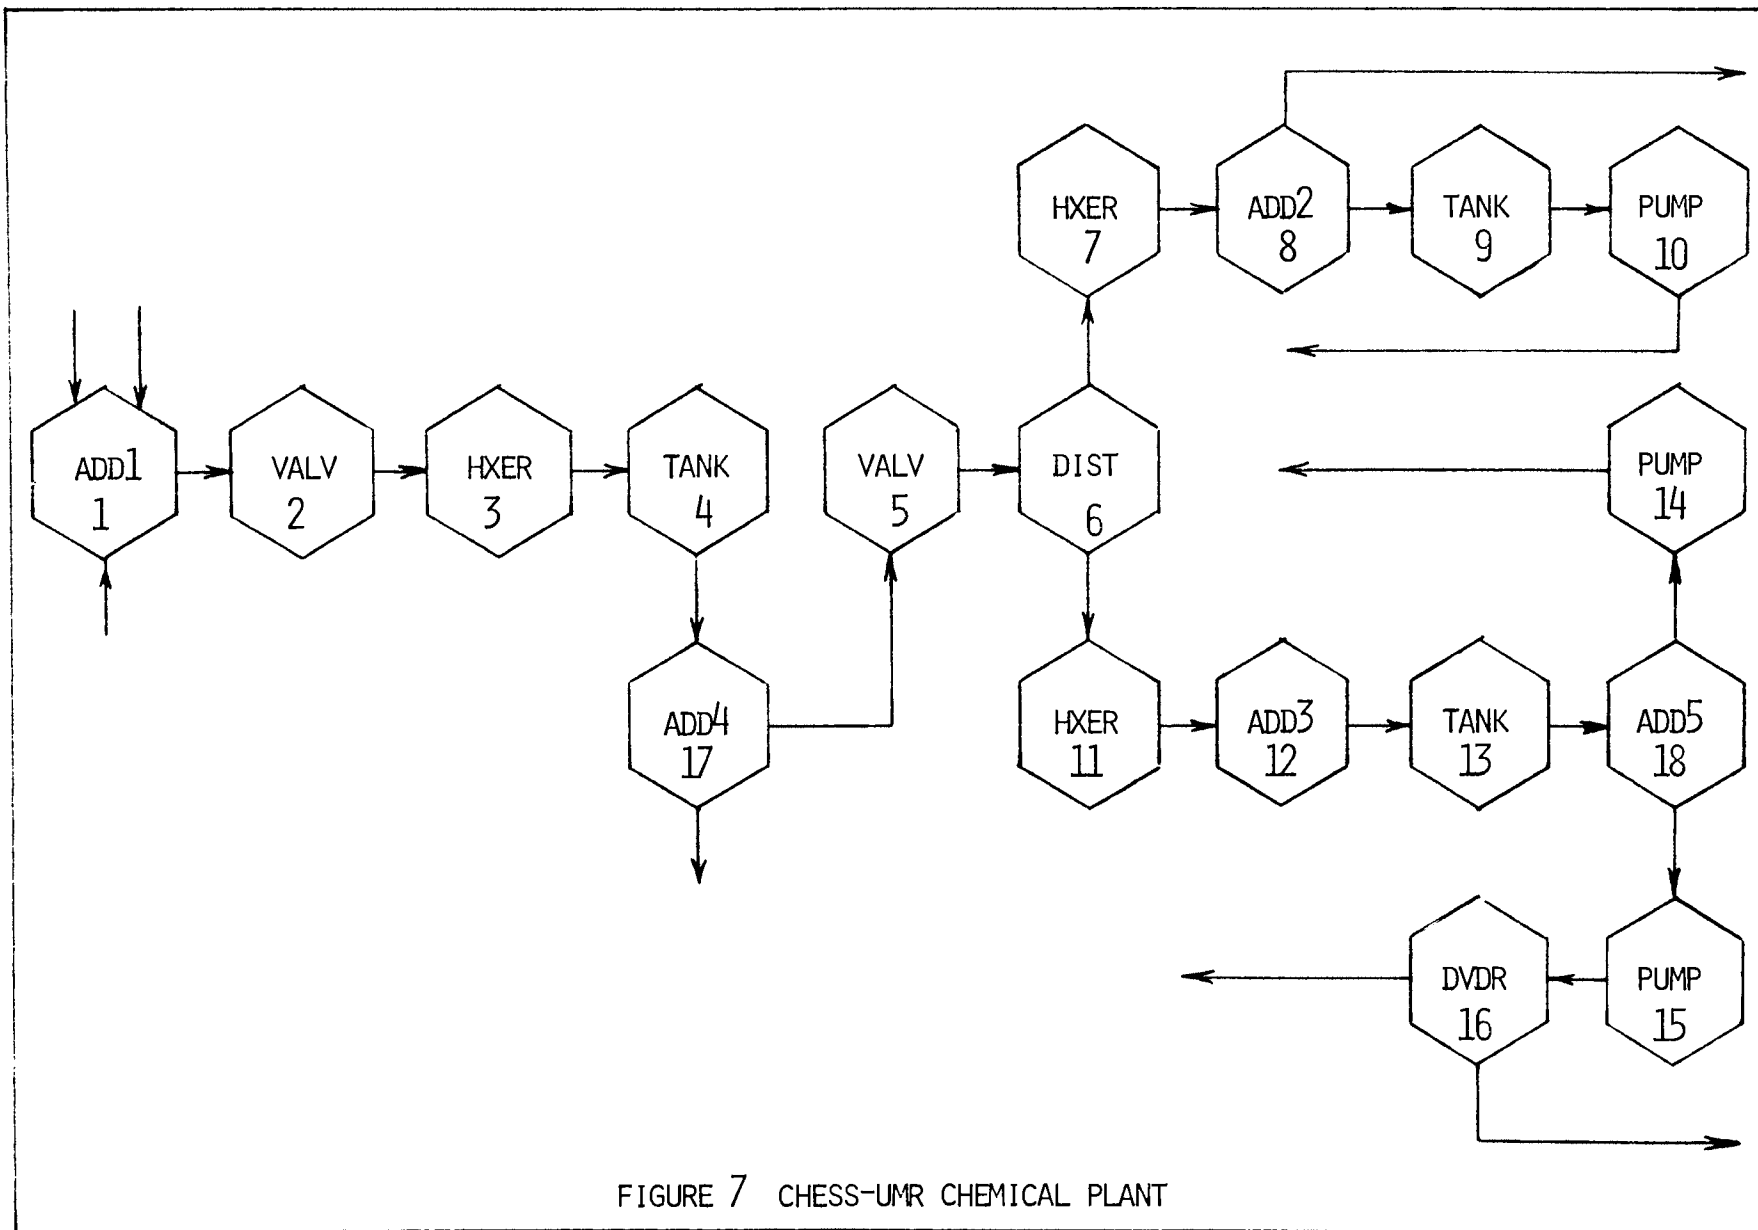 HXER
7
ADD2
8
TANK
9
PUMP
10
ADD1
1
VALV
2
HXER
3
TANK
4
VALV
5
DIST
6
PUMP
14
ADD4
17
HXER
11
ADD3
12
TANK
13
ADD5
18
DVDR
16
PUMP
15
FIGURE 7 CHESS-UMR CHEMICAL PLANT